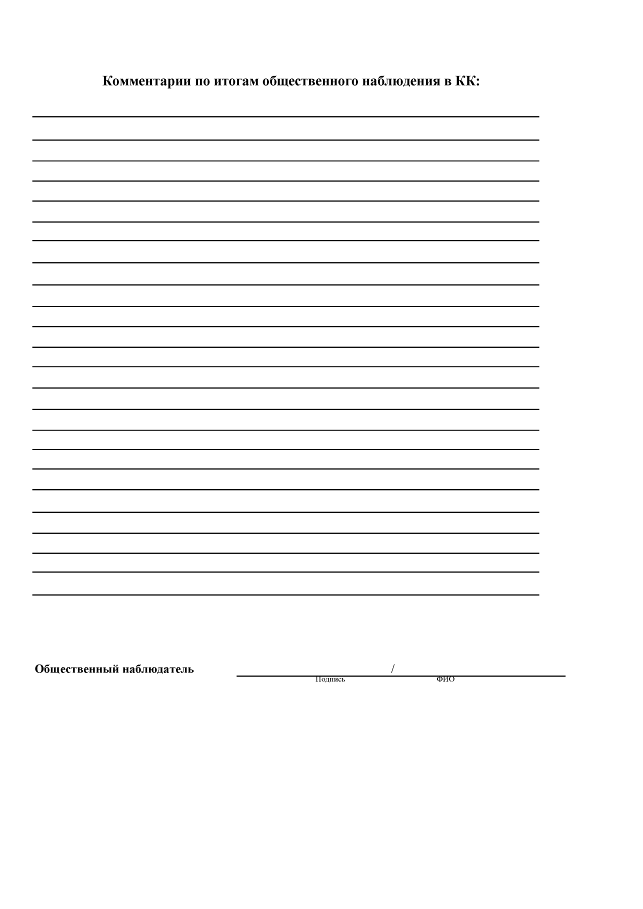 Комментарии по итогам общественного наблюдения в КК:
Общественный наблюдатель /
Подпись ФИО